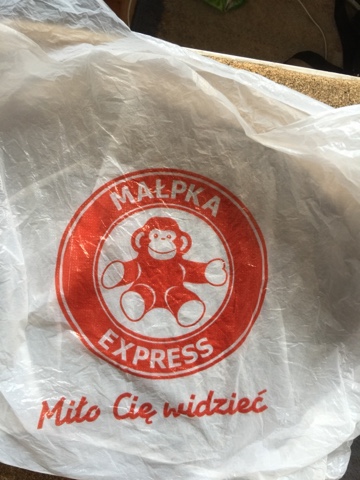 MAŁPKA
EXPRESS
Miło Cię widzieć